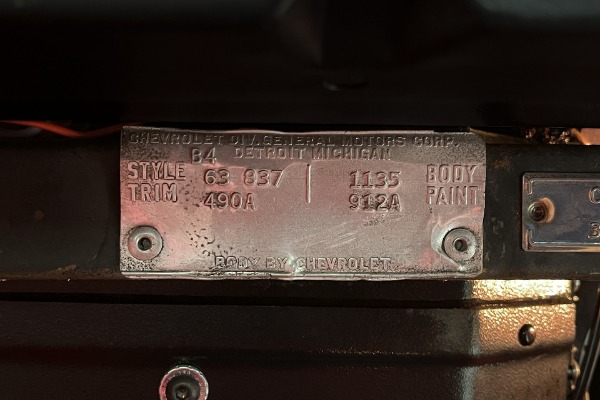 CHEVROLET DIV. GENERAL MOTORS CORP.
B4 DETROIT MICHIGAN
STYLE 63 837 1135 BODY
TRIM 490A 912A PAINT
BODY BY CHEVROLET